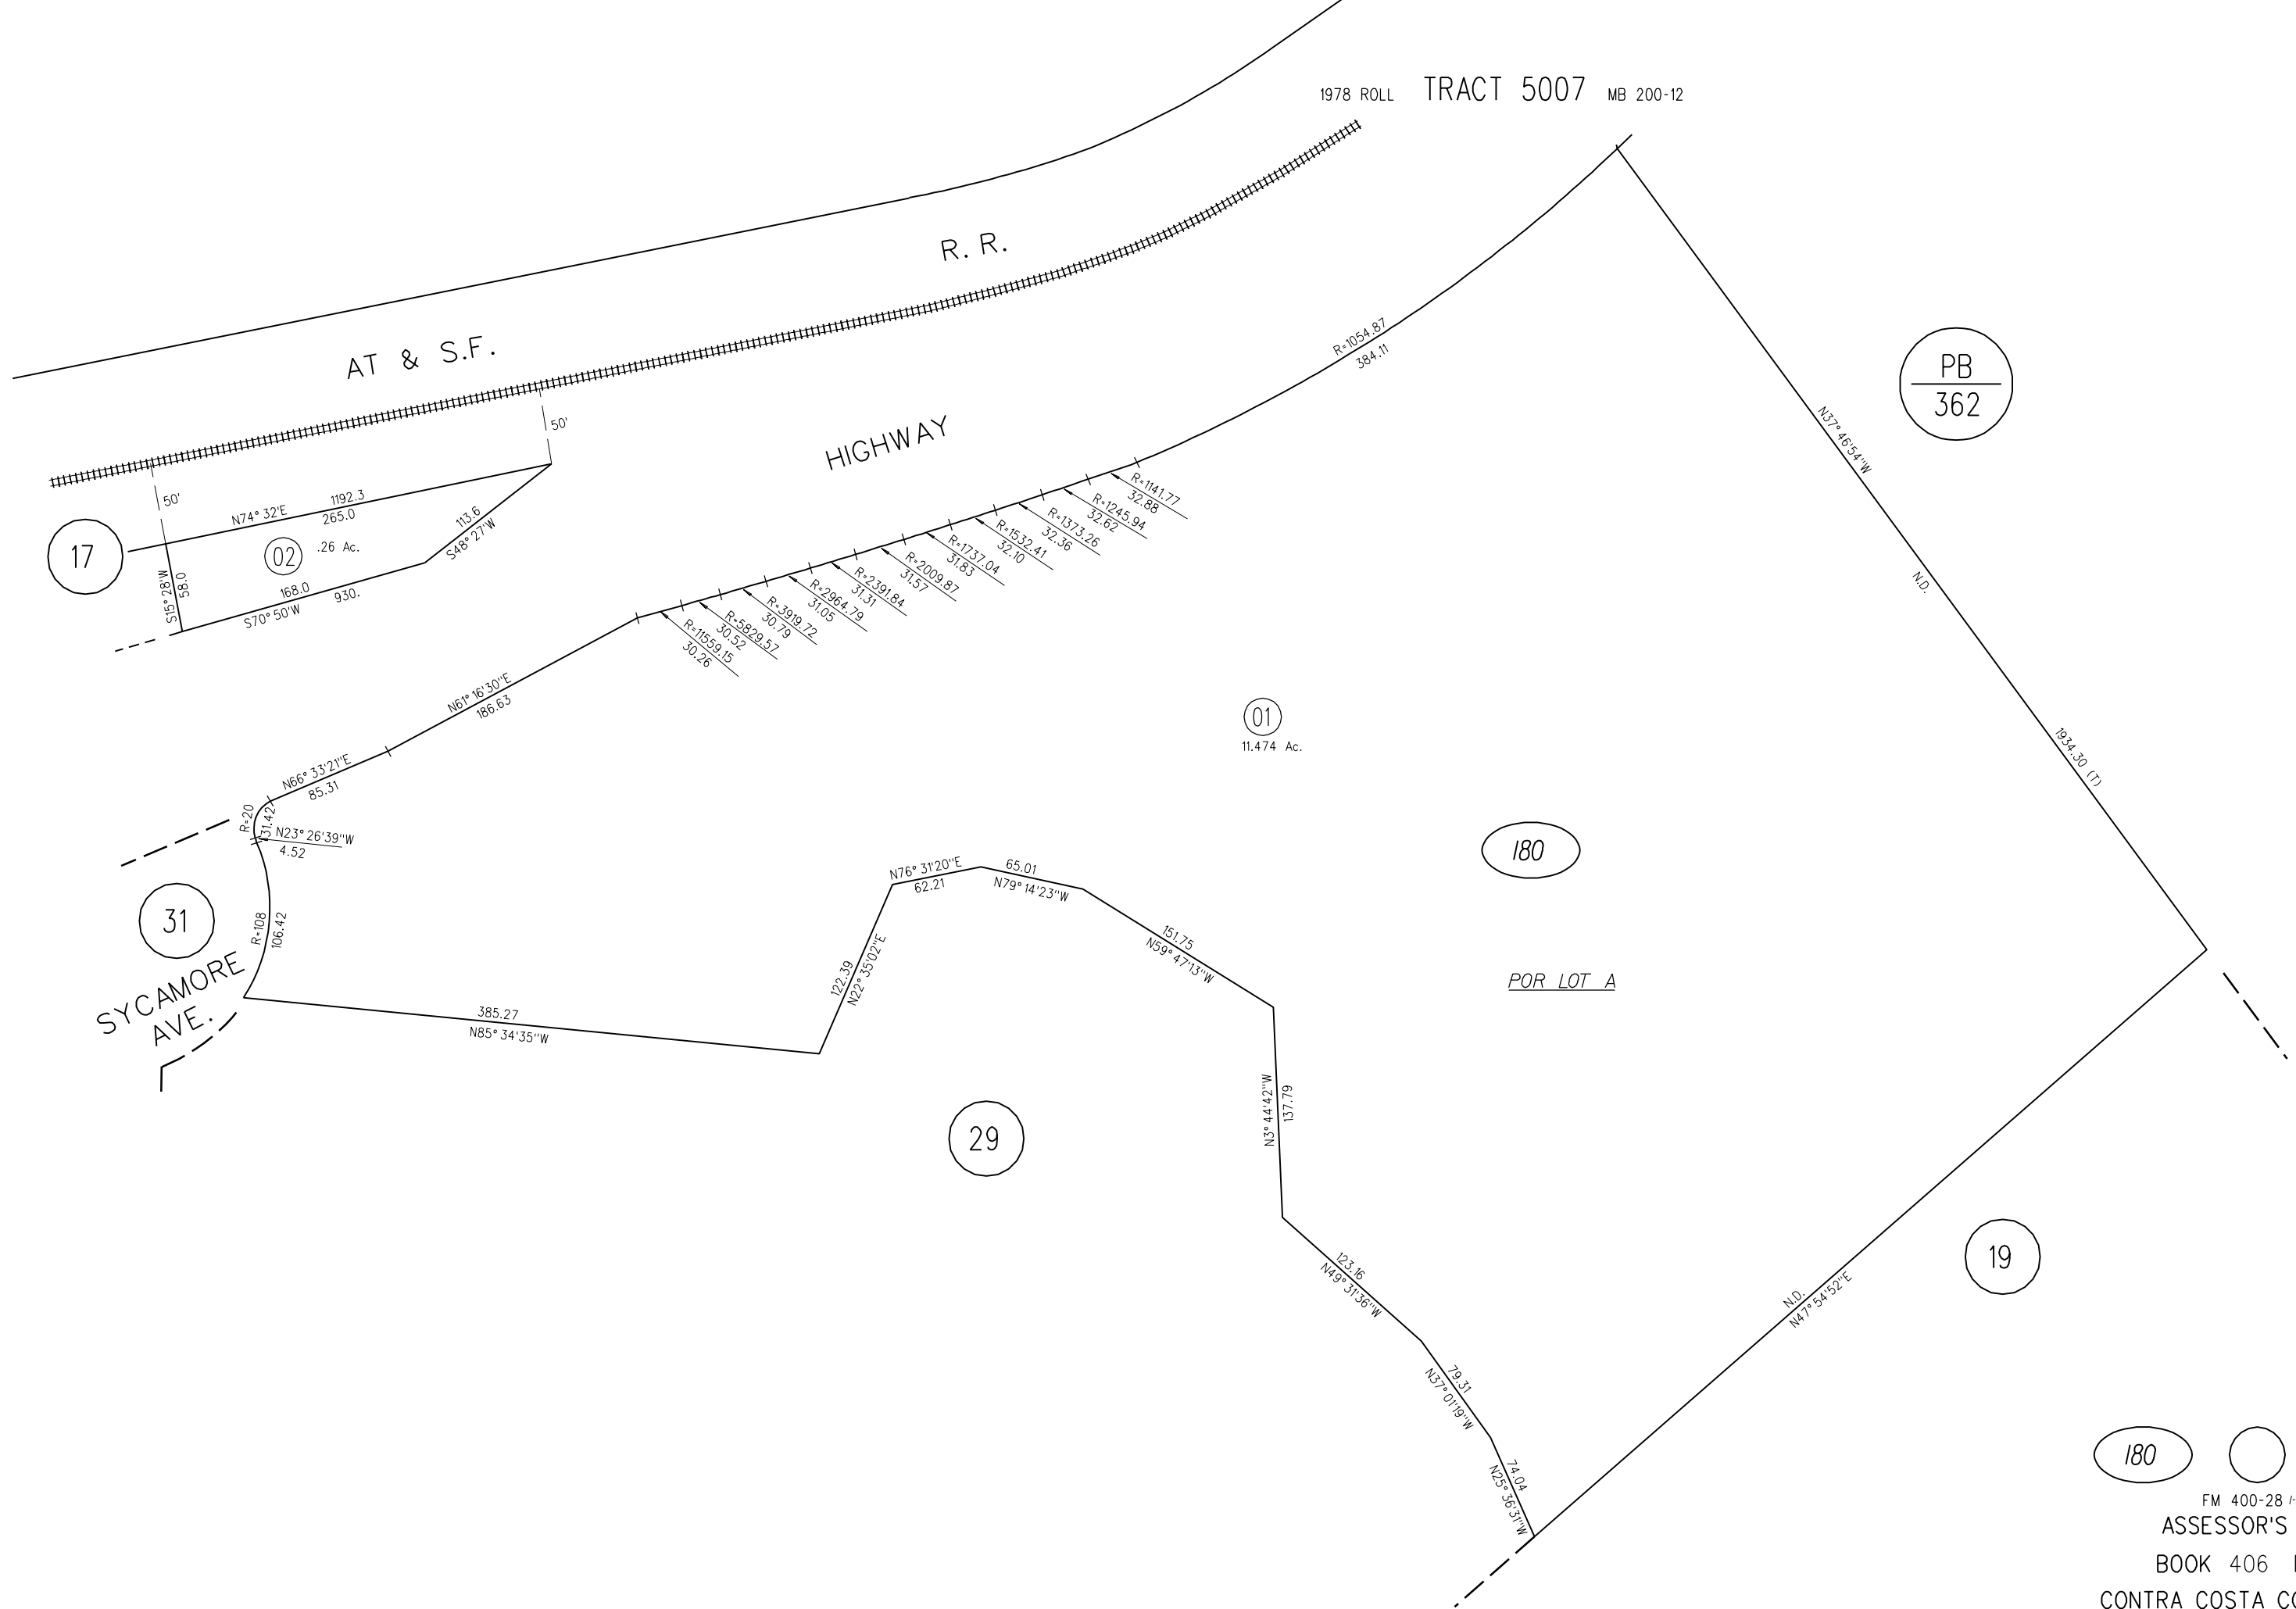 1978 ROLL TRACT 5007 MB 200-12
R. R.
AT & S.F.
HIGHWAY
R=1054.87
384.11
PB
362
N37° 46'54"W
N.D.
1934.30 (T)
50'
50'
17
N74° 32'E
1192.3
265.0
02
.26 Ac.
113.6
S48° 27'W
S15° 28'W
58.0
168.0
930.
S70° 50'W
R=1141.77
32.88
R=1245.94
32.62
R=1373.26
32.36
R=1532.41
32.10
R=1737.04
31.83
R=2009.87
31.57
R=2391.84
31.31
R=2964.79
31.05
R=3919.72
30.79
R=5829.57
30.52
R=11559.15
30.26
N61° 16'30"E
186.63
01
11.474 Ac.
N66° 33'21"E
85.31
R=20
31.42
N23° 26'39"W
4.52
180
31
R=108
106.42
SYCAMORE
AVE.
N76° 31'20"E
62.21
65.01
N79° 14'23"W
122.39
N22° 35'02"E
151.75
N59° 47'13"W
POR LOT A
385.27
N85° 34'35"W
N3° 44'42"W
137.79
29
19
123.16
N49° 31'36"W
N.D.
N47° 54'52"E
79.31
N37° 01'19"W
74.04
N25° 36'31"W
180
FM 400-28
ASSESSOR'S
BOOK 406
CONTRA COSTA